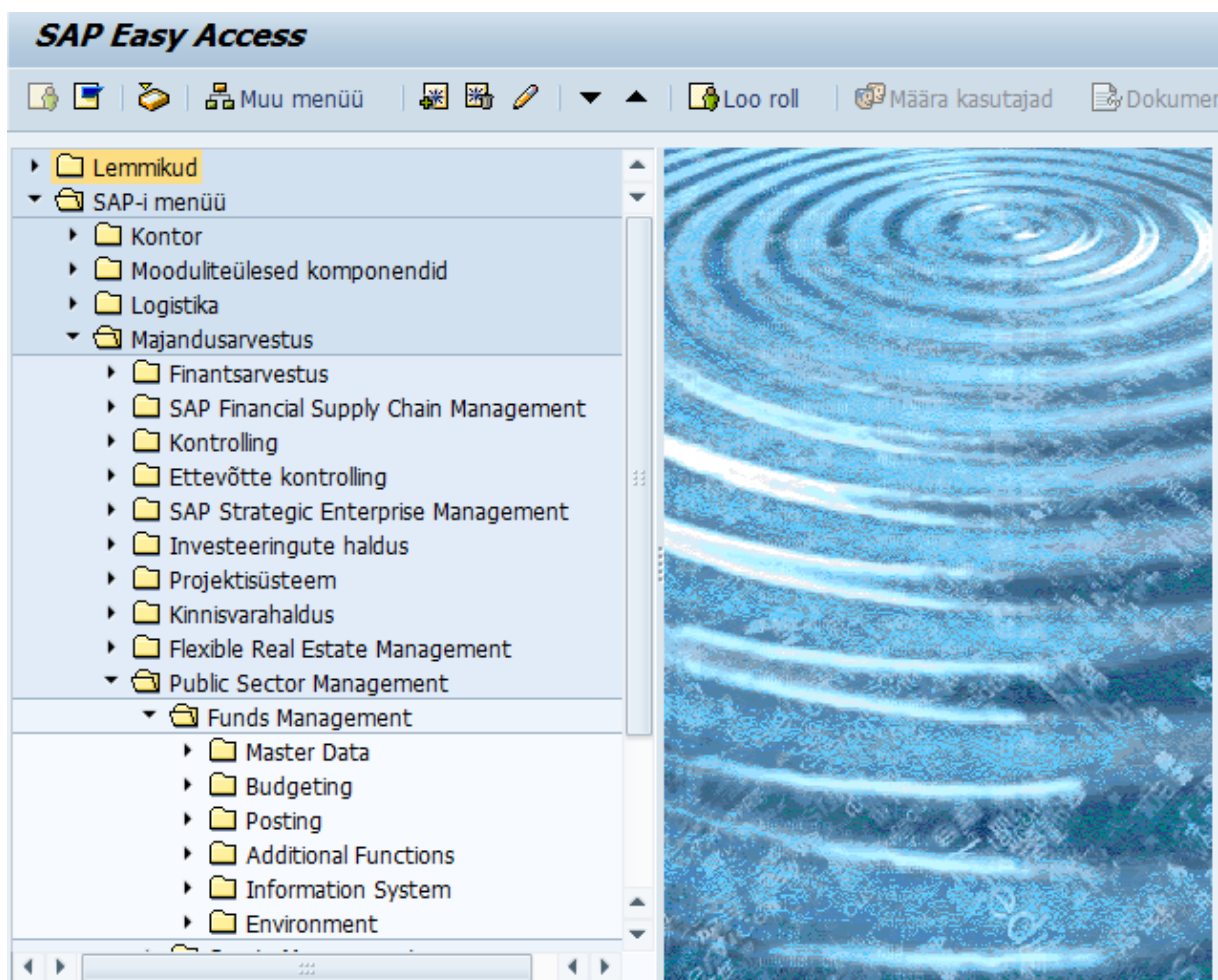 SAP Easy Access
Muu menüü Loo roll Määra kasutajad Dokumen
Lemmikud
SAP-i menüü
Kontor
Mooduliteülesed komponendid
Logistika
Majandusarvestus
Finantsarvestus
SAP Financial Supply Chain Management
Kontrolling
Ettevõtte kontrolling
SAP Strategic Enterprise Management
Investeeringute haldus
Projektisüsteem
Kinnisvarahaldus
Flexible Real Estate Management
Public Sector Management
Funds Management
Master Data
Budgeting
Posting
Additional Functions
Information System
Environment